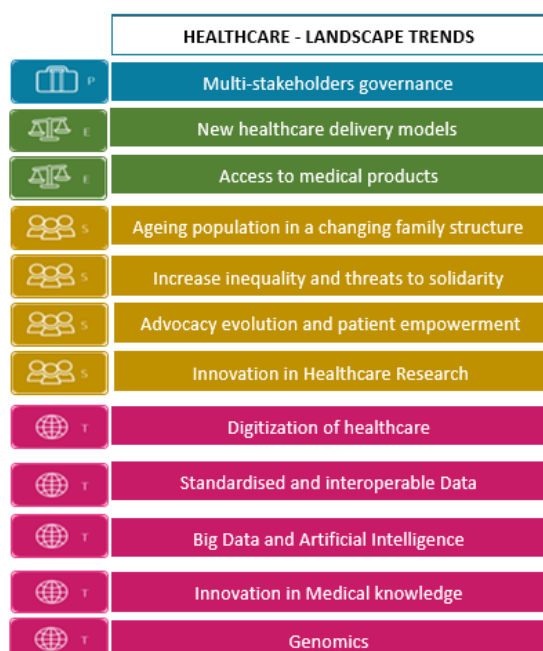 HEALTHCARE - LANDSCAPE TRENDS
P Multi-stakeholders governance
E New healthcare delivery models
E Access to medical products
S Ageing population in a changing family structure
S Increase inequality and threats to solidarity
S Advocacy evolution and patient empowerment
S Innovation in Healthcare Research
T Digitization of healthcare
T Standardised and interoperable Data
T Big Data and Artificial Intelligence
T Innovation in Medical knowledge
T Genomics